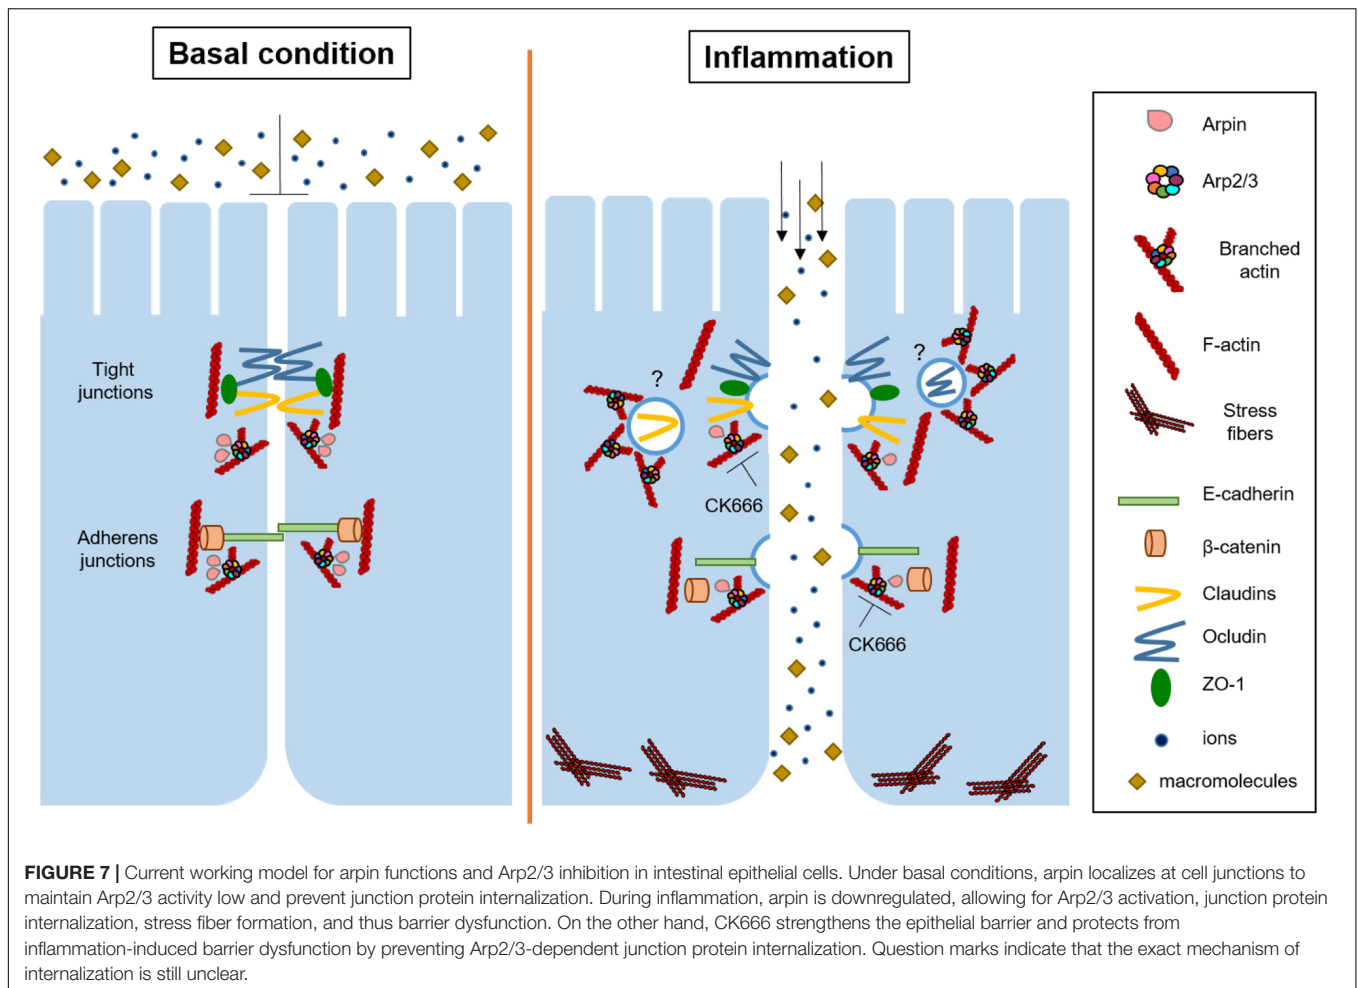 Basal condition
Inflammation
Tight
junctions
Adherens
junctions
?
?
CK666
CK666
Arpin
Arp2/3
Branched
actin
F-actin
Stress
fibers
E-cadherin
β-catenin
Claudins
Ocludin
ZO-1
ions
macromolecules
FIGURE 7 | Current working model for arpin functions and Arp2/3 inhibition in intestinal epithelial cells. Under basal conditions, arpin localizes at cell junctions to
maintain Arp2/3 activity low and prevent junction protein internalization. During inflammation, arpin is downregulated, allowing for Arp2/3 activation, junction protein
internalization, stress fiber formation, and thus barrier dysfunction. On the other hand, CK666 strengthens the epithelial barrier and protects from
inflammation-induced barrier dysfunction by preventing Arp2/3-dependent junction protein internalization. Question marks indicate that the exact mechanism of
internalization is still unclear.